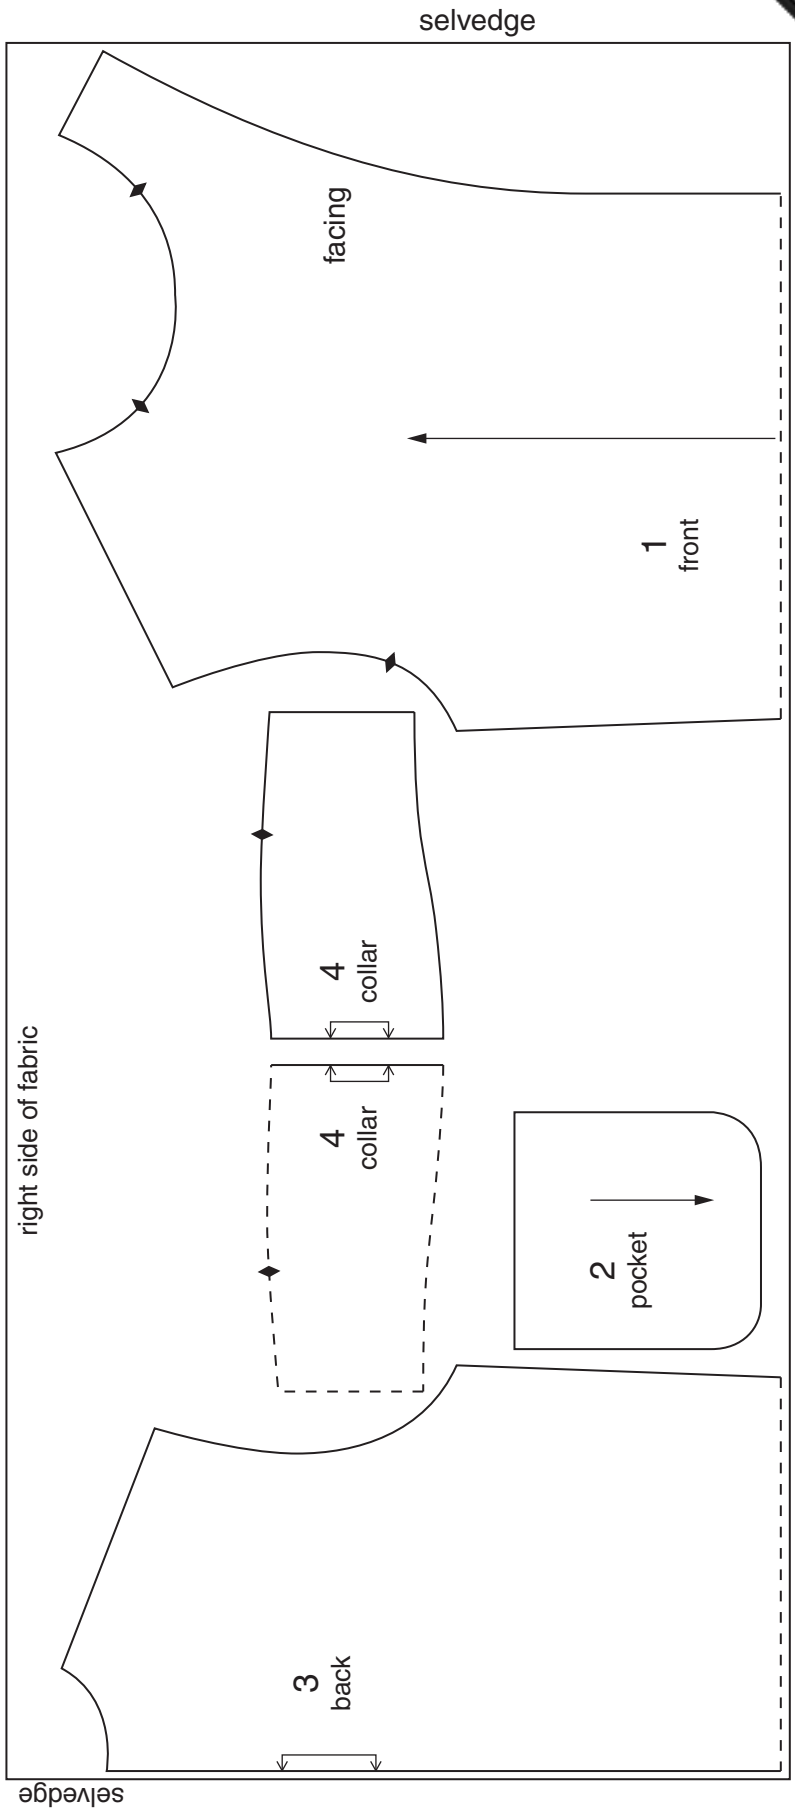 selvedge
facing
1
front
4
collar
right side of fabric
4
collar
2
pocket
3
back
selvedge